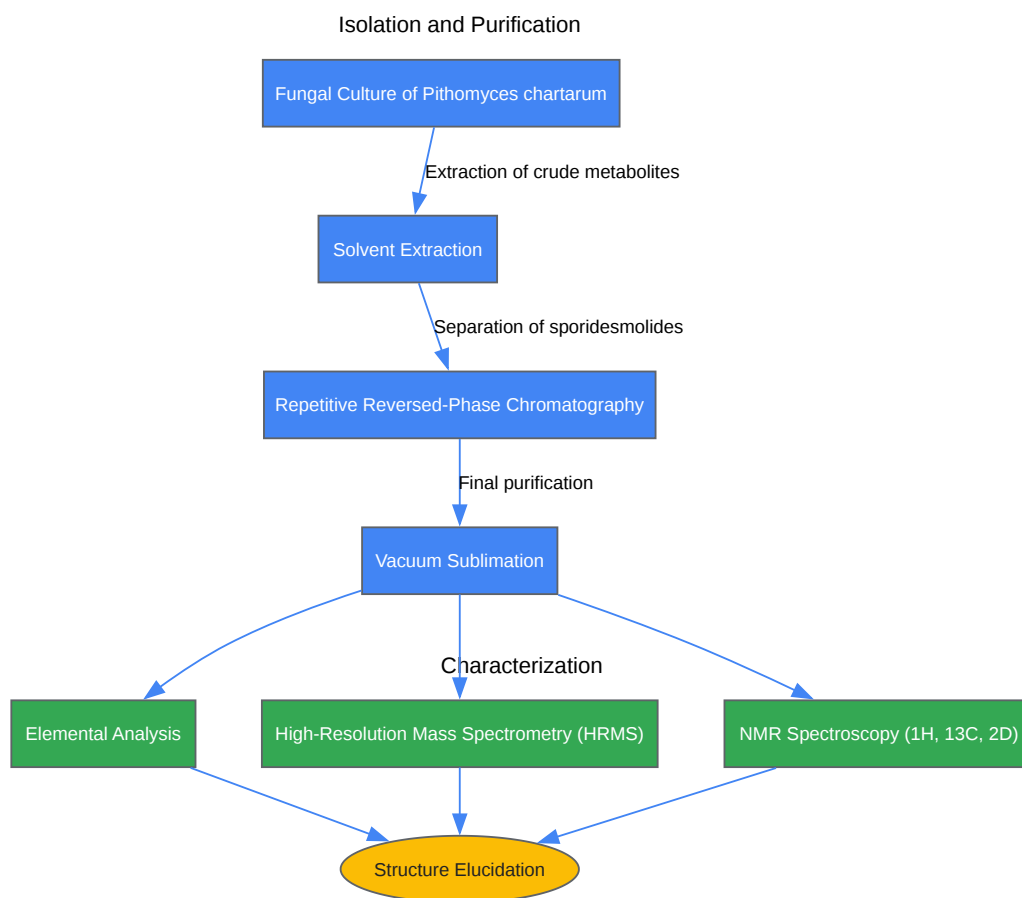 Isolation and Purification
Fungal Culture of Pithomyces chartarum
Extraction of crude metabolites
Solvent Extraction
Separation of sporidesmolides
Repetitive Reversed-Phase Chromatography
Final purification
Vacuum Sublimation
Characterization
Elemental Analysis
High-Resolution Mass Spectrometry (HRMS)
NMR Spectroscopy (1H, 13C, 2D)
Structure Elucidation